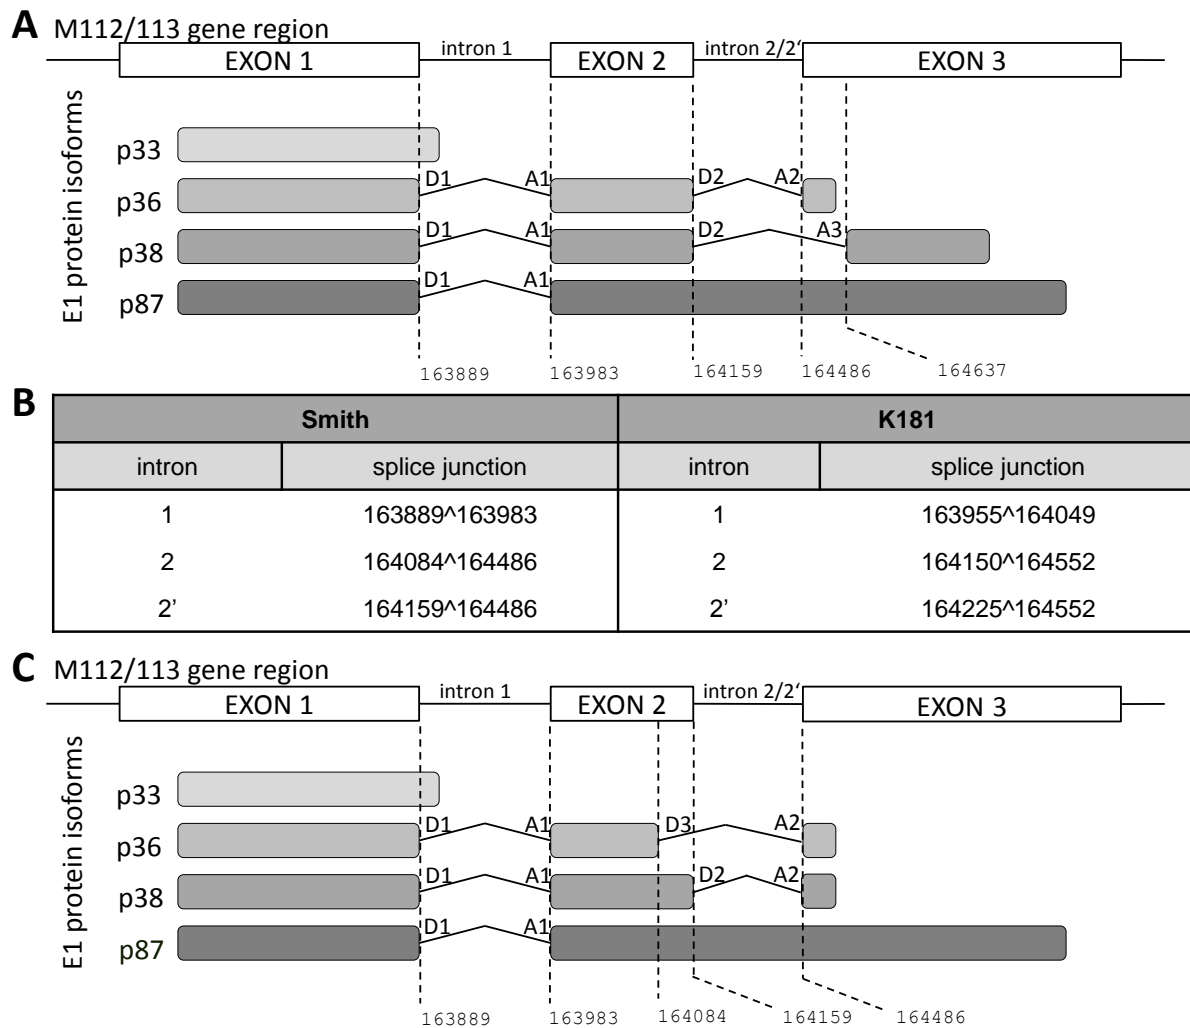 A M112/113 gene region
EXON 1 intron 1 EXON 2 intron 2/2‘ EXON 3
E1 protein isoforms
p33
p36 D1 A1 D2 A2
p38 D1 A1 D2 A3
p87 D1 A1
163889 163983 164159 164486 164637
B
Smith K181
intron splice junction intron splice junction
1 163889^163983 1 163955^164049
2 164084^164486 2 164150^164552
2’ 164159^164486 2’ 164225^164552
C M112/113 gene region
EXON 1 intron 1 EXON 2 intron 2/2‘ EXON 3
E1 protein isoforms
p33
p36 D1 A1 D3 A2
p38 D1 A1 D2 A2
p87 D1 A1
163889 163983 164084 164159 164486